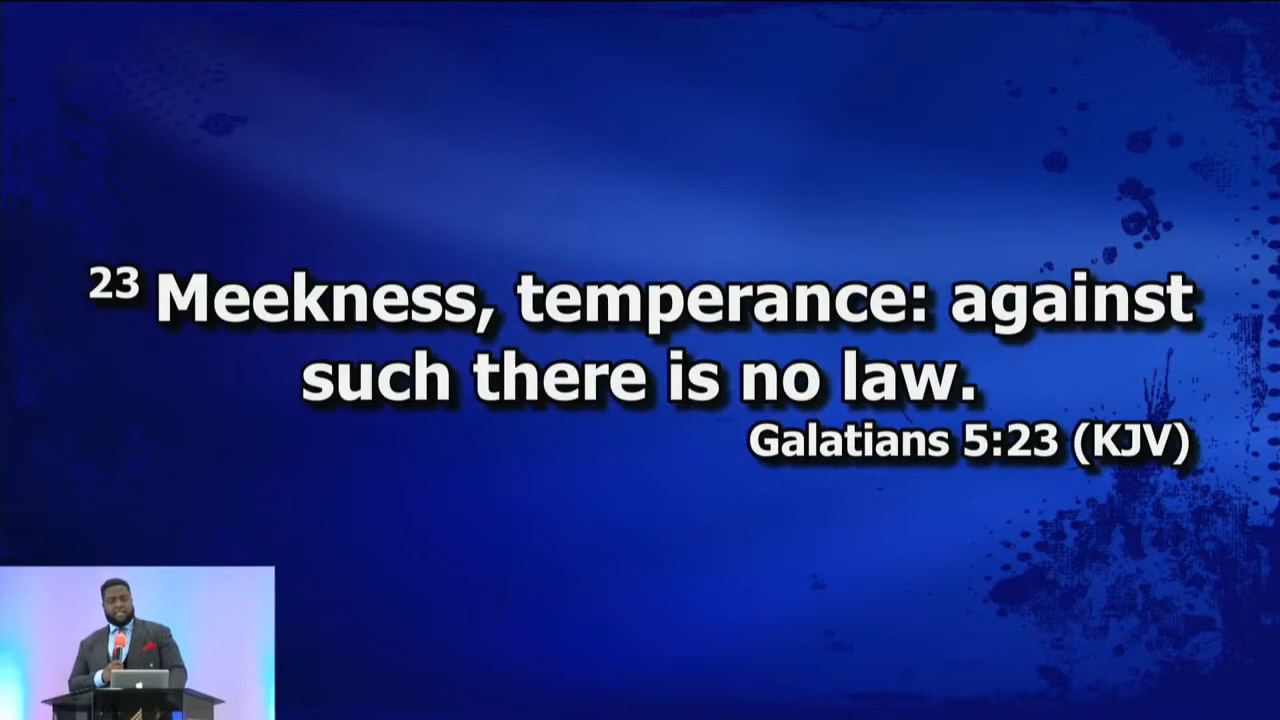 23 Meekness, temperance: against
such there is no law.
Galatians 5:23 (KJV)